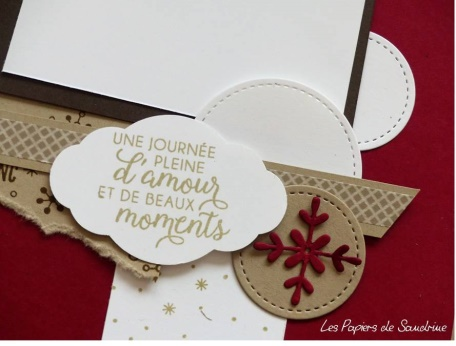 UNE JOURNÉE
PLEINE
d'amour
ET DE BEAUX
moments
Les Papiers de Sandrine